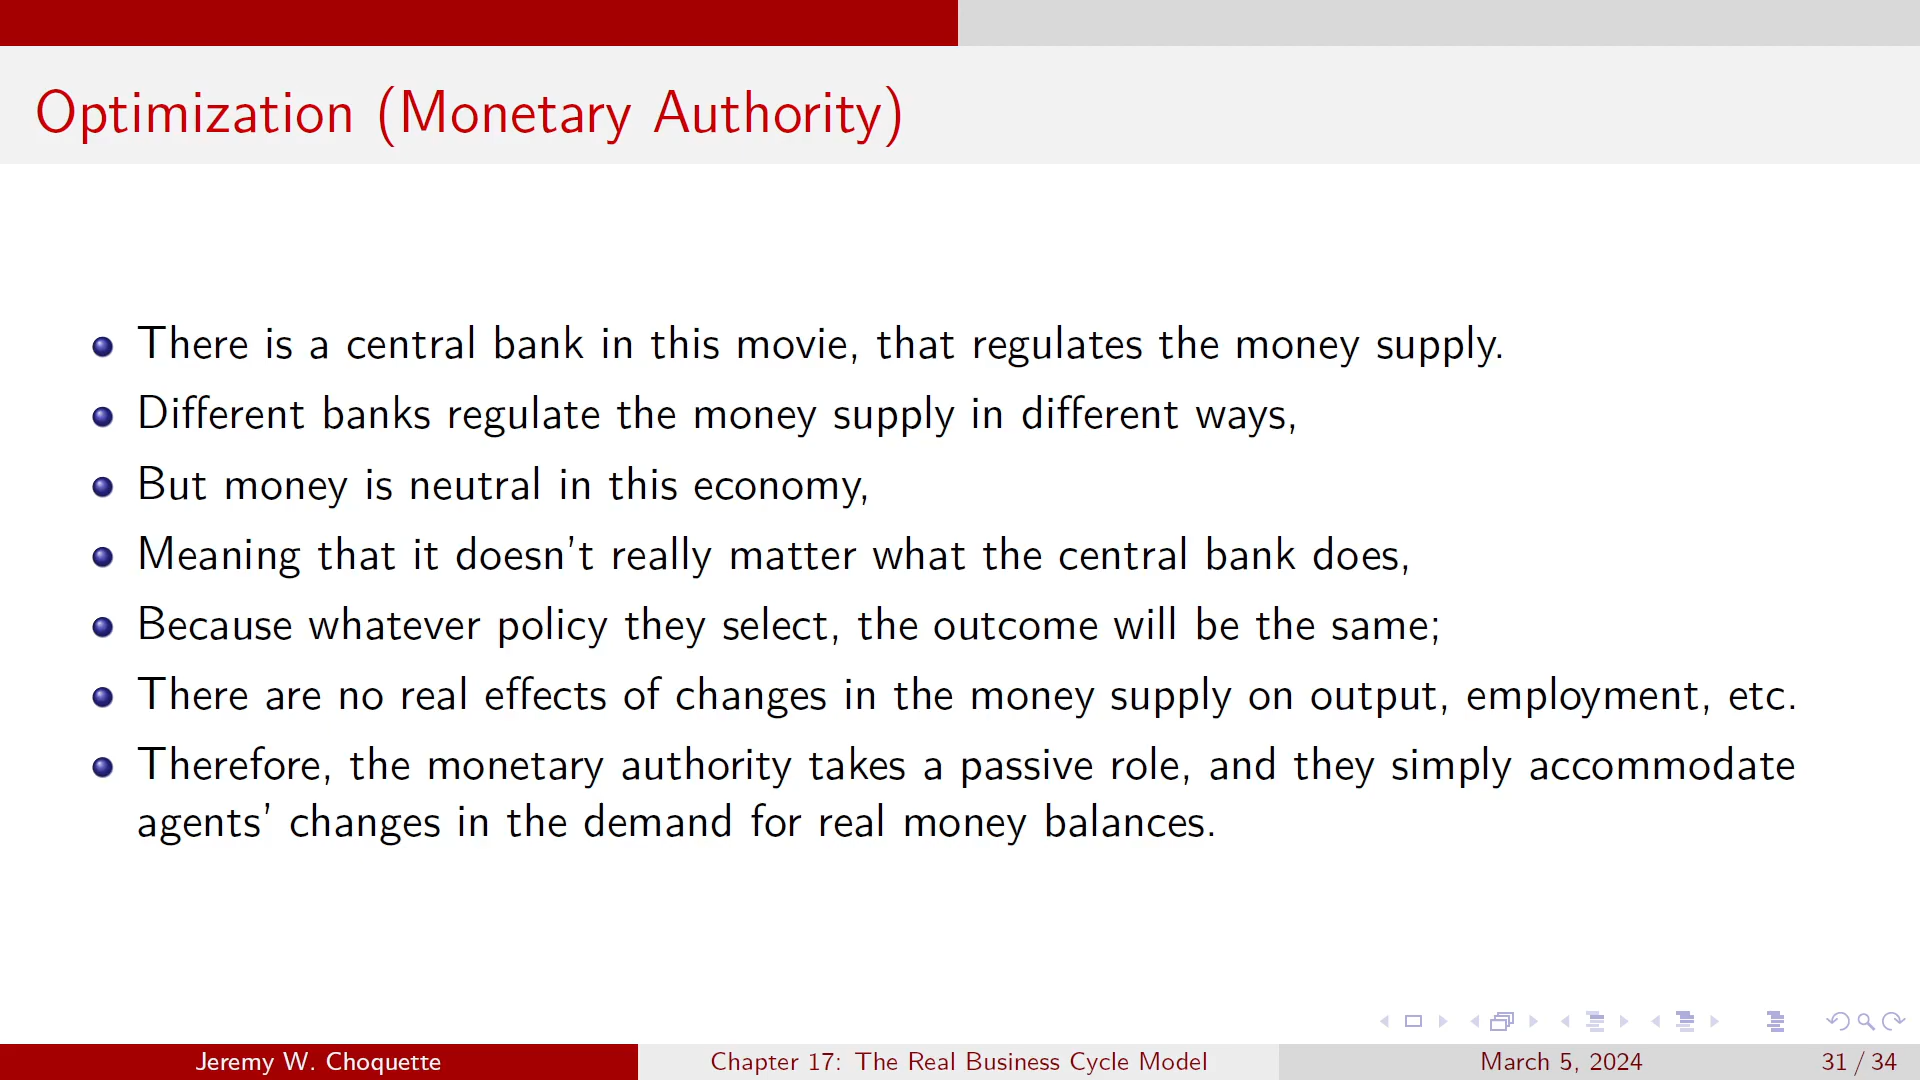 Optimization (Monetary Authority)
There is a central bank in this movie, that regulates the money supply.
Different banks regulate the money supply in different ways,
But money is neutral in this economy,
Meaning that it doesn't really matter what the central bank does,
Because whatever policy they select, the outcome will be the same;
There are no real effects of changes in the money supply on output, employment, etc.
Therefore, the monetary authority takes a passive role, and they simply accommodate
agents' changes in the demand for real money balances.
Jeremy W. Choquette
Chapter 17: The Real Business Cycle Model
March 5, 2024
31 / 34